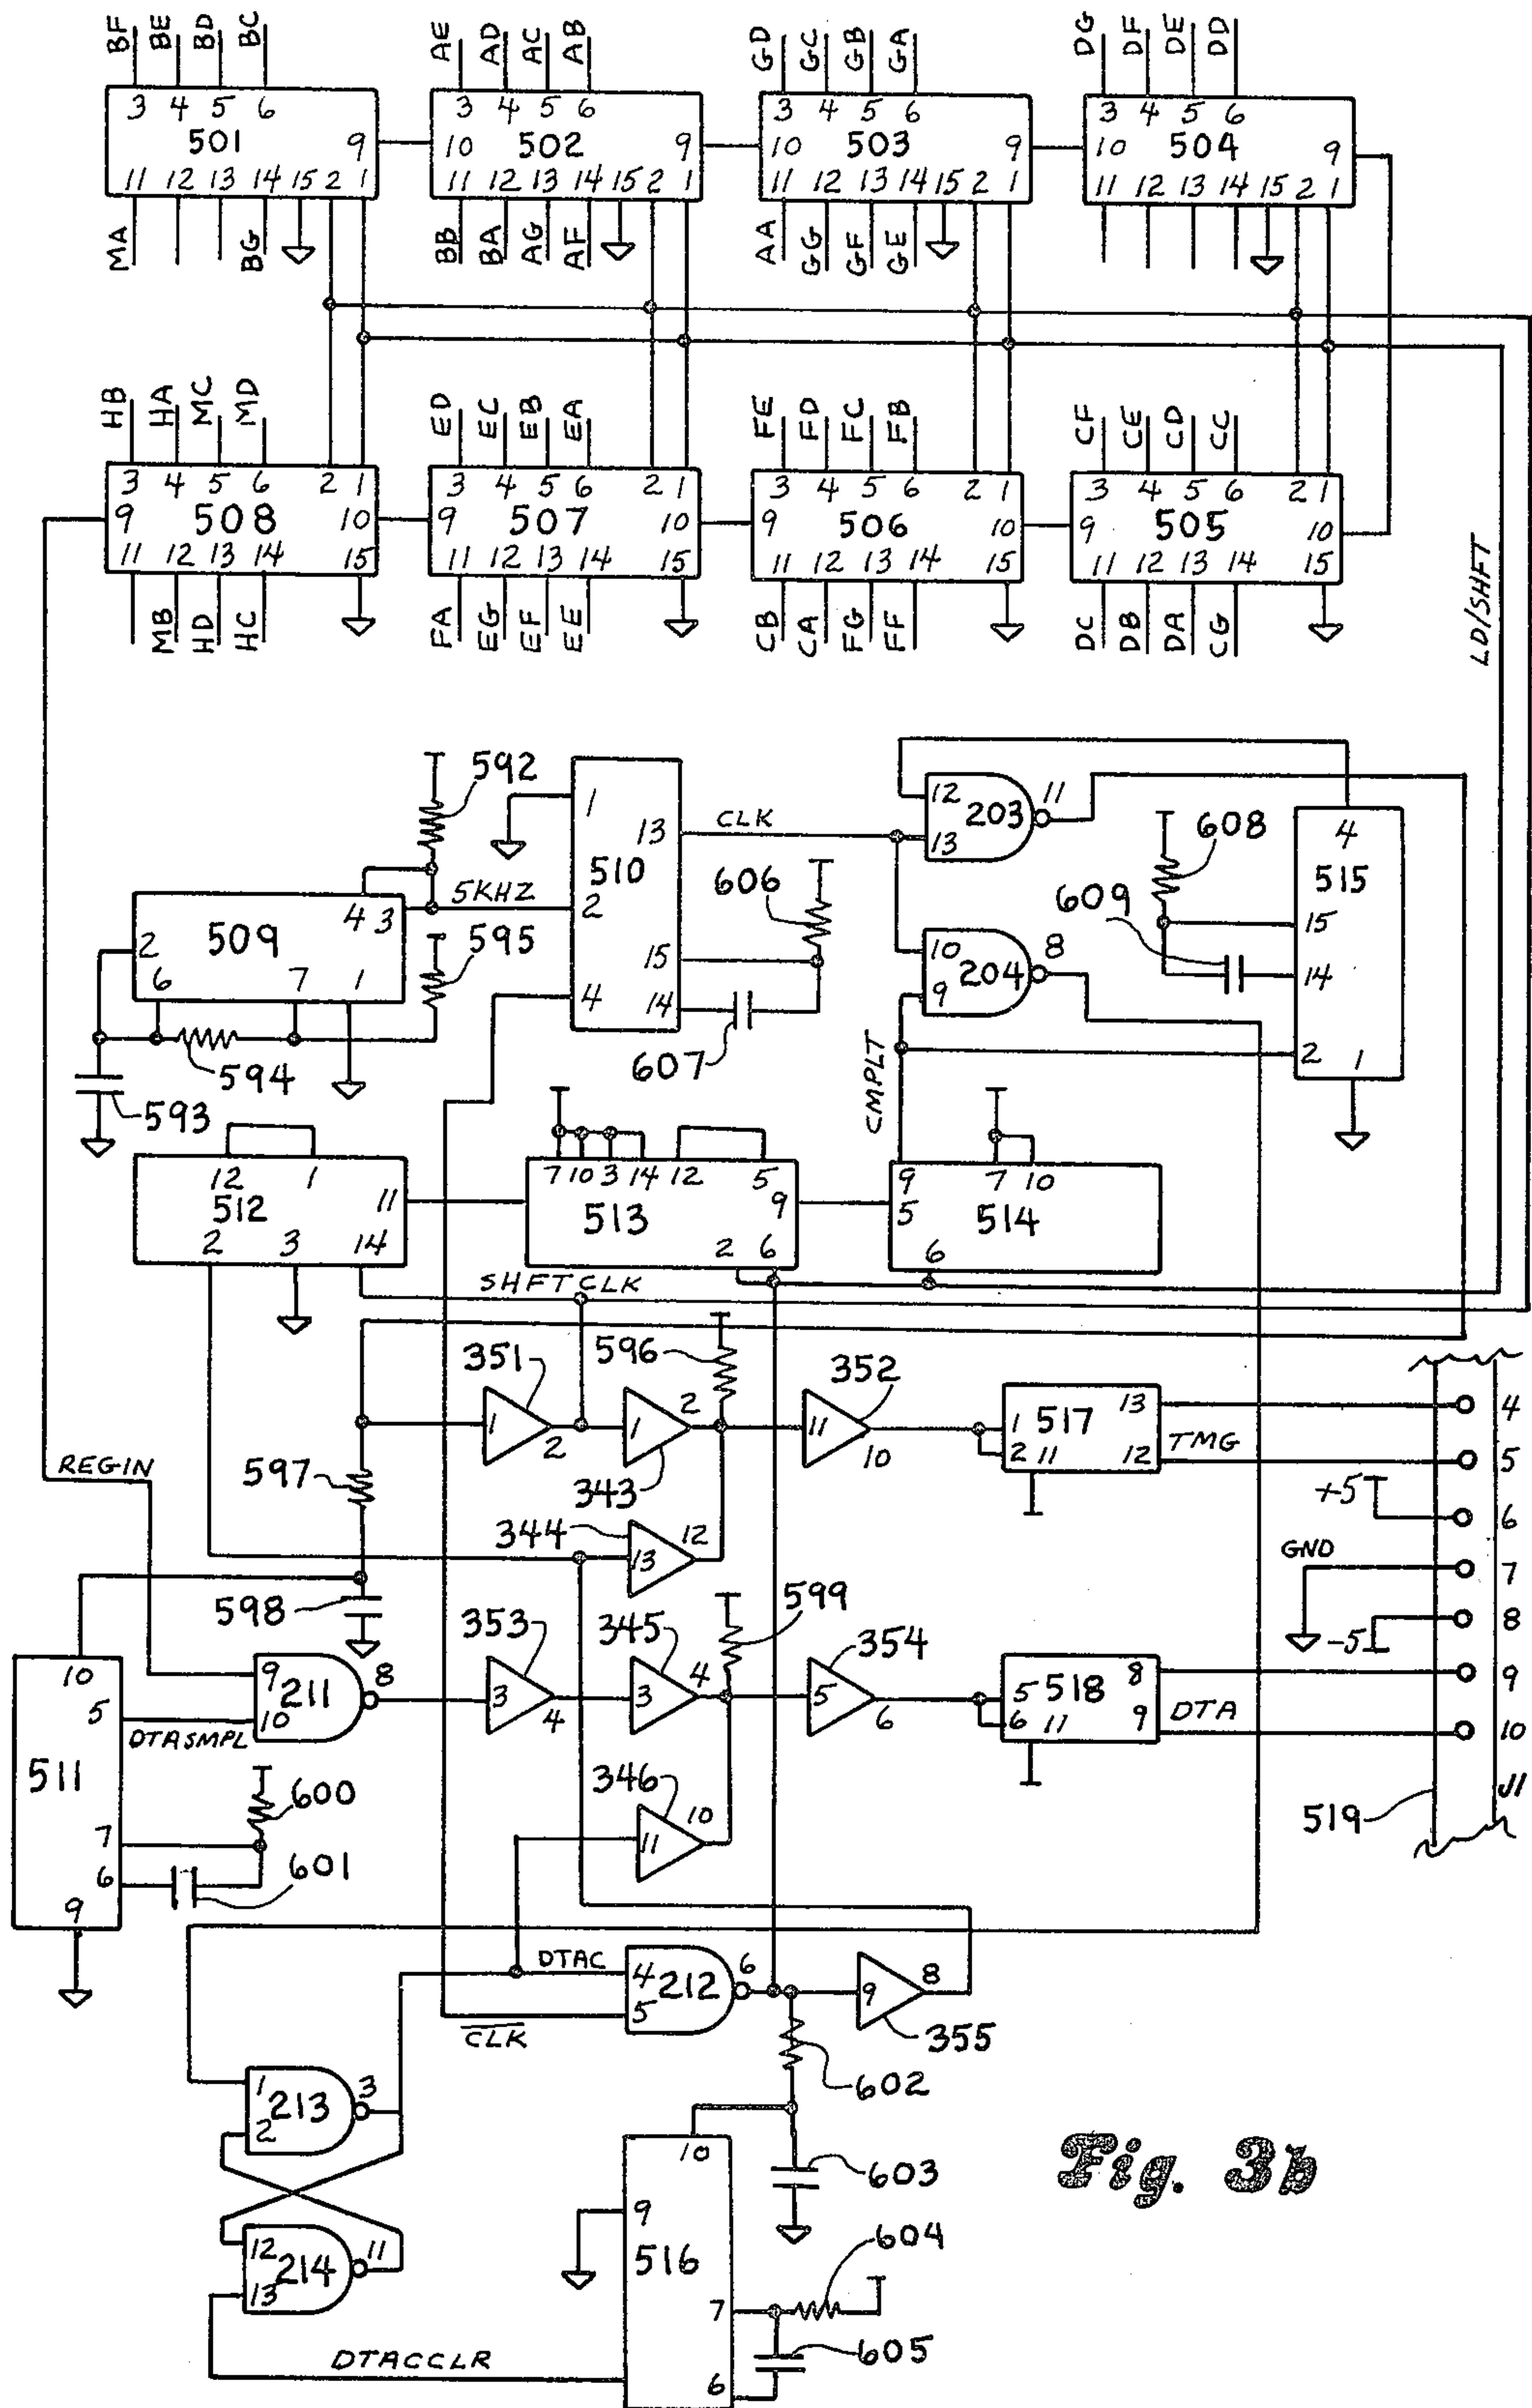 BF BE BD BC AE AD AC AB GD GC GB GA DG DF DE DD
3 4 5 6 3 4 5 6 3 4 5 6 3 4 5 6
501 9 10 502 9 10 503 9 10 504 9
11 12 13 14 15 2 1 11 12 13 14 15 2 1 11 12 13 14 15 2 1 11 12 13 14 15 2 1
MA BG BB BA AG AF AA GG GF GE
HB HA MC MD ED EC EB EA FE FD FC FB CF CE CD CC
3 4 5 6 2 1 3 4 5 6 2 1 3 4 5 6 2 1 3 4 5 6 2 1
9 508 10 9 507 10 9 506 10 9 505 10
11 12 13 14 15 11 12 13 14 15 11 12 13 14 15 11 12 13 14 15
MB HD HC FA EG EF EE CB CA FG FF DC DB DA CG
LD/SHFT
592
1 13 510 2 15 4 14
CLK
12 203 11
13
608
4 515 15 14 2 1
609
5KHZ
606
4 3 509 2 6 7 1
595
10 204 8
9
594
607
593
CMPLT
12 1 512 11 2 3 14
7 10 3 14 12 5 513 9 2 6
9 7 10 5 514 6
SHFT CLK
351
596
352
1 2
1 2
11 10
1 517 13
2 11 12
TMG
4
5
REGIN
597
343
+5
6
344
13 12
GND
7
598
599
-5
8
353
345
354
10 5 511 7 6 9
9 211 8
10
DTASMPL
3 4
3 4
5 6
5 518 8
6 11 9
DTA
9
10
J1
600
346
11 10
519
601
DTAC
4 212 6
5
CLK
9 8
355
602
1 213 3
2
10
603
9
604
12 214 11
13
516
7
605
DTACCLR
6
Fig. 3b